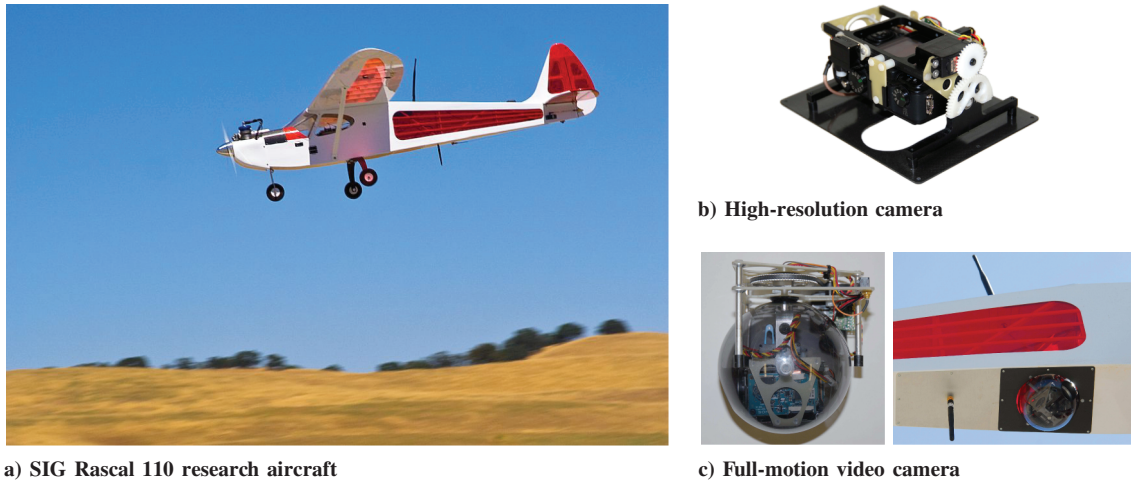 b) High-resolution camera
a) SIG Rascal 110 research aircraft
c) Full-motion video camera